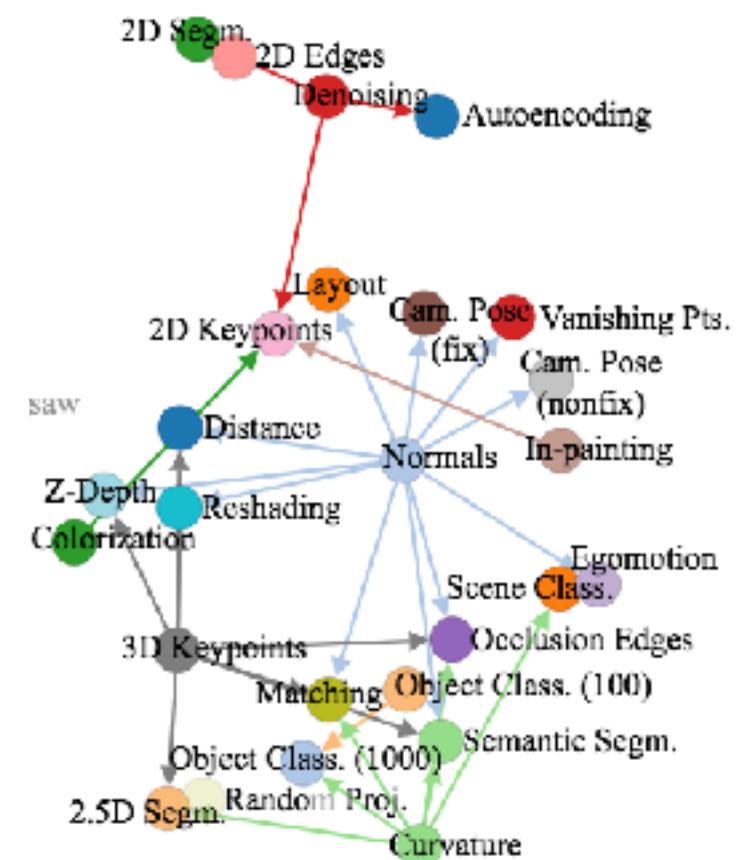 2D Segm.
2D Edges
Denoising
Autoencoding
Layout
Cam. Pose
(fix)
Vanishing Pts.
2D Keypoints
Cam. Pose
(nonfix)
saw
Distance
Normals
In-painting
Z-Depth
Reshading
Colorization
Egomotion
Scene Class.
3D Keypoints
Occlusion Edges
Matching
Object Class. (100)
Semantic Segm.
Object Class. (1000)
Random Proj.
2.5D Segm.
Curvature